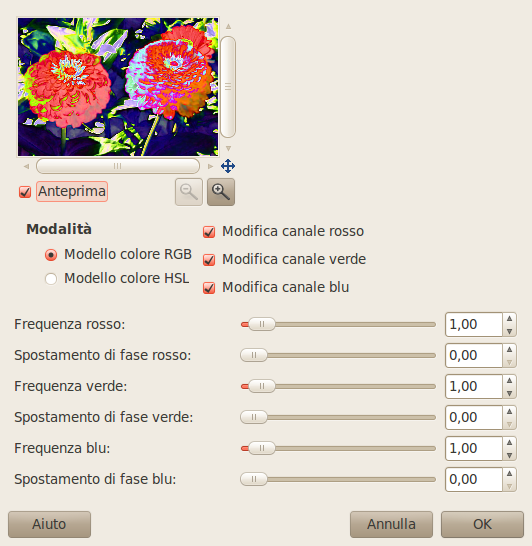 Anteprima
Modalità
Modello colore RGB
Modello colore HSL
Modifica canale rosso
Modifica canale verde
Modifica canale blu
Frequenza rosso: 1,00
Spostamento di fase rosso: 0,00
Frequenza verde: 1,00
Spostamento di fase verde: 0,00
Frequenza blu: 1,00
Spostamento di fase blu: 0,00
Aiuto Annulla OK